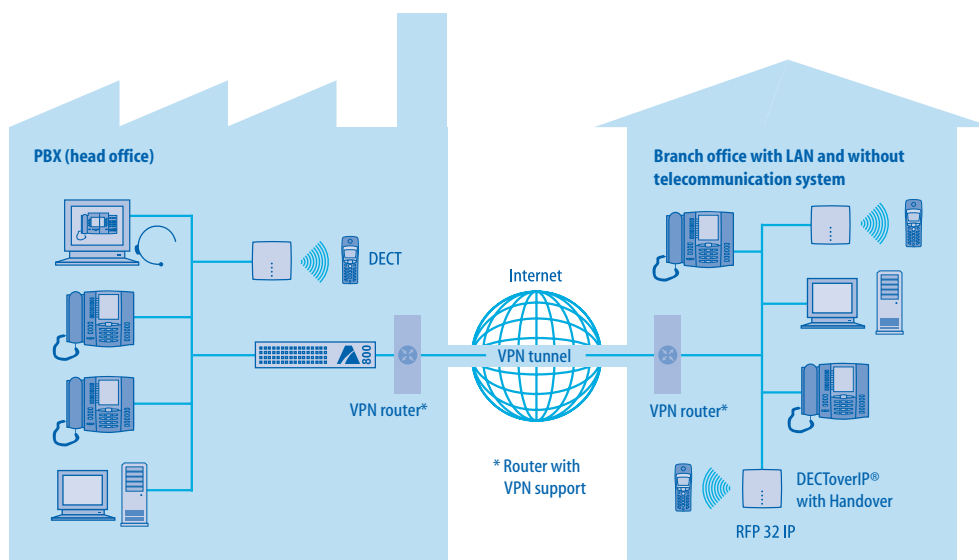 PBX (head office)
Branch office with LAN and without
telecommunication system
DECT
Internet
800
VPN tunnel
VPN router*
VPN router*
* Router with
VPN support
DECToverIP®
with Handover
RFP 32 IP